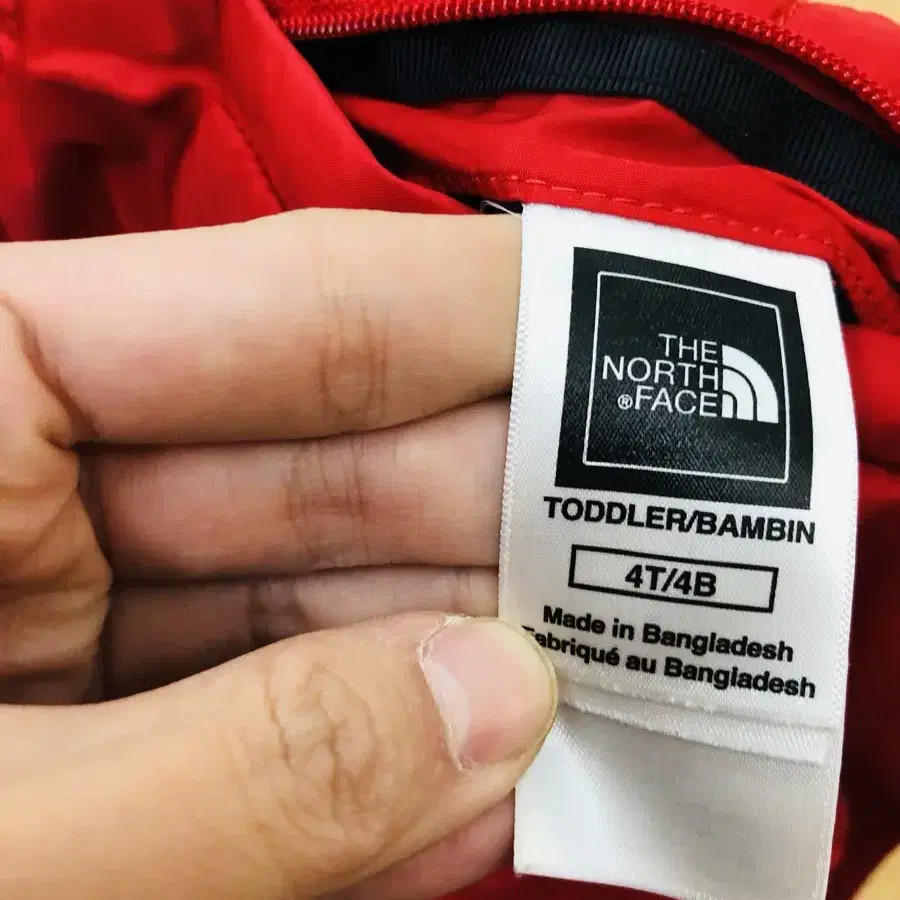 THE
NORTH
®FACE
TODDLER/BAMBIN
4T/4B
Made in Bangladesh
Fabriqué au Bangladesh